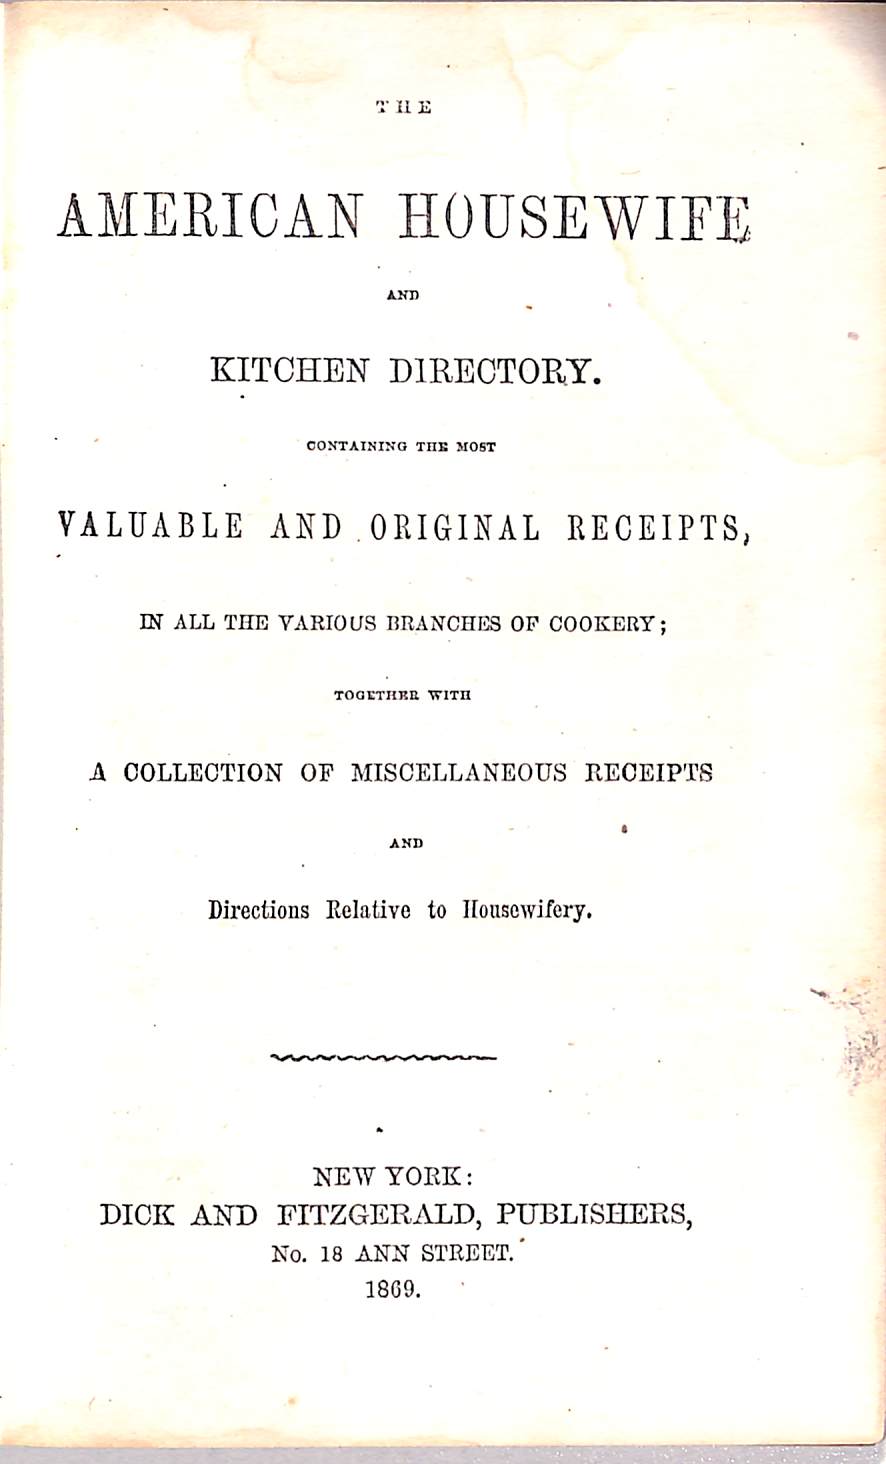 THE
AMERICAN HOUSEWIFE
AND
KITCHEN DIRECTORY.
CONTAINING THE MOST
VALUABLE AND ORIGINAL RECEIPTS,
IN ALL THE VARIOUS BRANCHES OF COOKERY;
TOGETHER WITH
A COLLECTION OF MISCELLANEOUS RECEIPTS
AND
Directions Relative to Housewifery.
NEW YORK:
DICK AND FITZGERALD, PUBLISHERS,
No. 18 ANN STREET.
1869.